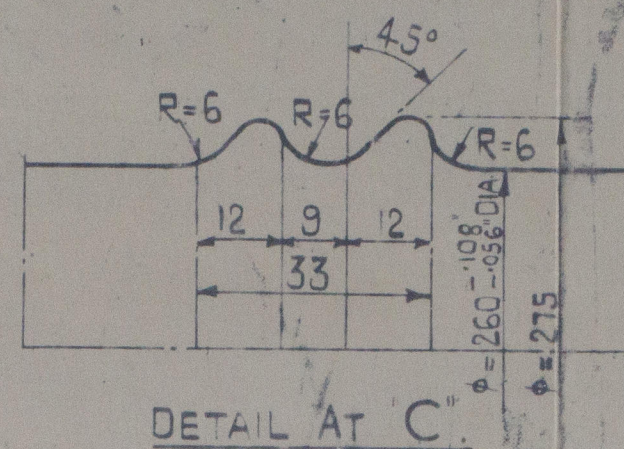 45°
R=6
R=6
R=6
12
9
12
33
φ = 260 -.108" -.056" DIA
φ = 275
DETAIL AT "C".